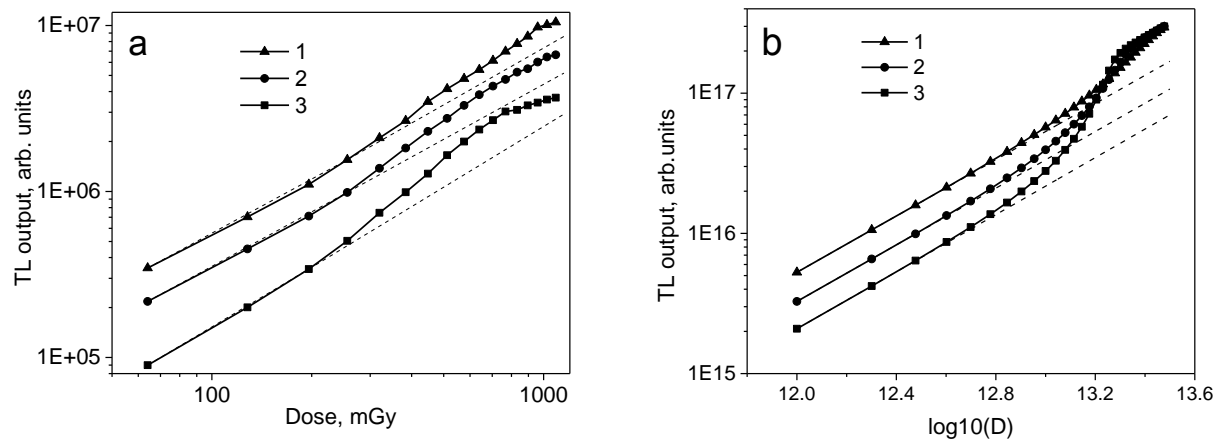 a
1
2
3
1E+07
1E+06
1E+05
TL output, arb. units
100
1000
Dose, mGy
b
1
2
3
1E17
1E16
1E15
TL output, arb.units
12.0
12.4
12.8
13.2
13.6
log10(D)